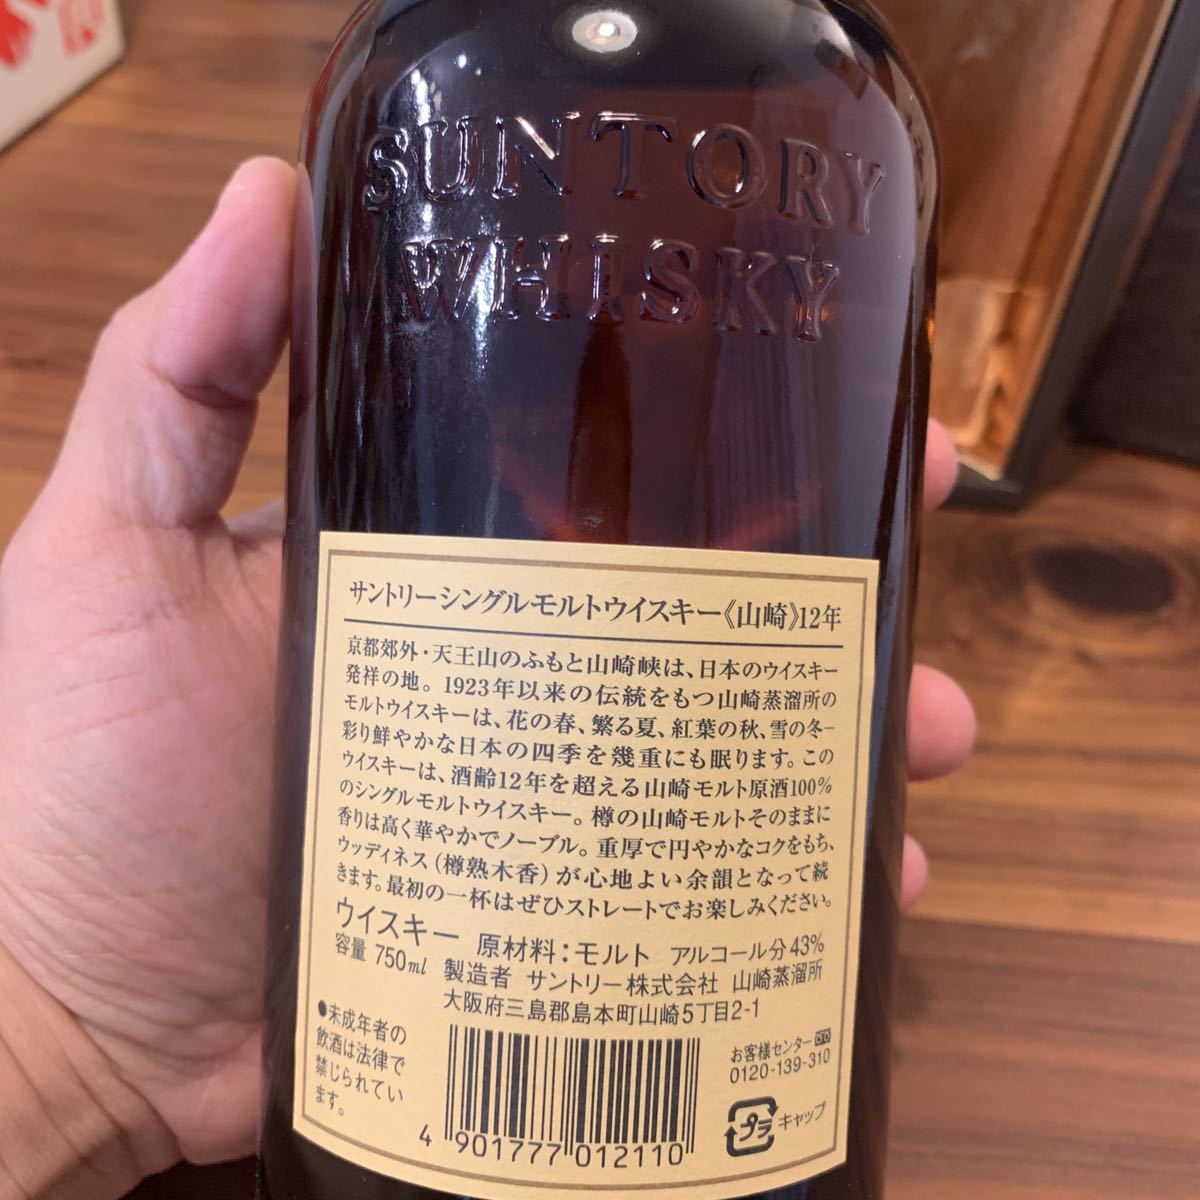 SUNTORY
WHISKY
サントリーシングルモルトウイスキー《山崎》12年
京都郊外・天王山のふもと山崎峡は、日本のウイスキー
発祥の地。1923年以来の伝統をもつ山崎蒸溜所の
モルトウイスキーは、花の春、繁る夏、紅葉の秋、雪の冬−
彩り鮮やかな日本の四季を幾重にも眠ります。この
ウイスキーは、酒齢12年を超える山崎モルト原酒100%
のシングルモルトウイスキー。樽の山崎モルトそのままに
香りは高く華やかでノーブル。重厚で円やかなコクをもち、
ウッディネス(樽熟木香)が心地よい余韻となって続
きます。最初の一杯はぜひストレートでお楽しみください。
ウイスキー 原材料:モルト アルコール分43%
容量 750ml 製造者 サントリー株式会社 山崎蒸溜所
大阪府三島郡島本町山崎5丁目2-1
●未成年者の
飲酒は法律で
禁じられてい
ます。
お客様センター
0120-139-310
プラ キャップ
4 901777 012110